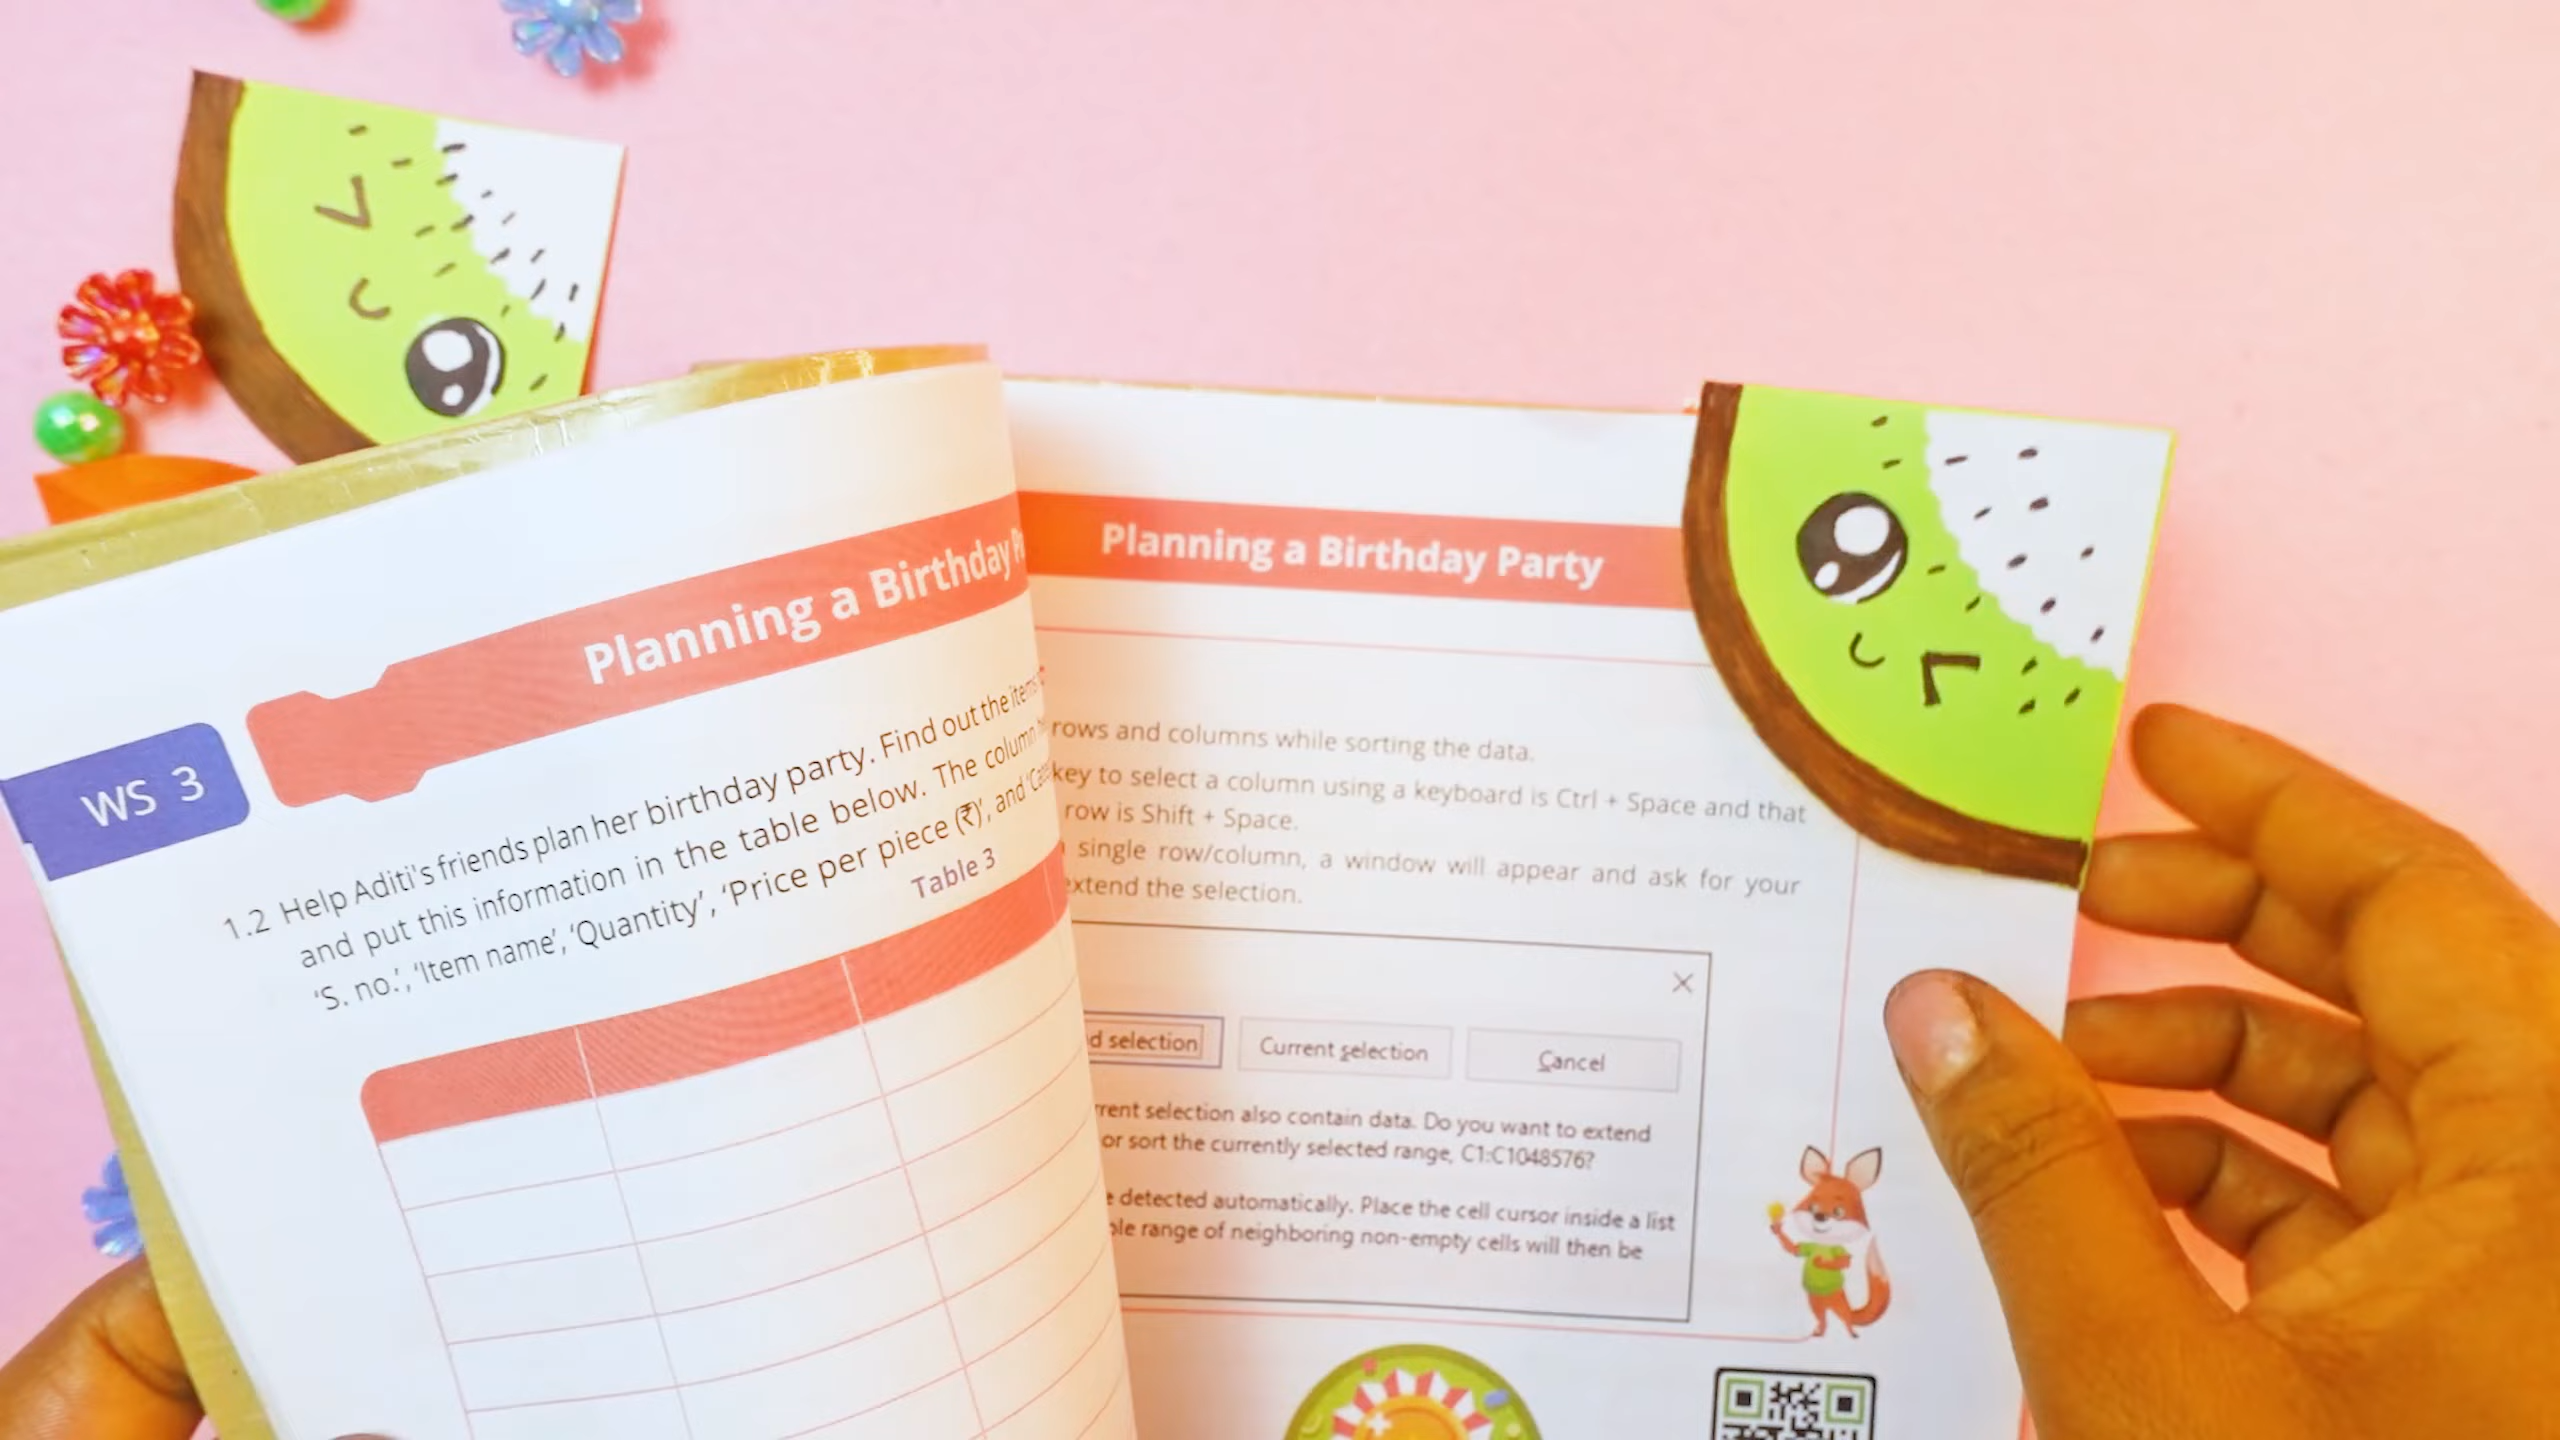 Planning a Birthday
WS 3
1.2 Help Aditi's friends plan her birthday party. Find out the items
and put this information in the table below. The column
'S. no.', 'Item name', 'Quantity', 'Price per piece (₹)', and
Table 3
Planning a Birthday Party
rows and columns while sorting the data.
key to select a column using a keyboard is Ctrl + Space and that
row is Shift + Space.
single row/column, a window will appear and ask for your
extend the selection.
selection
Current selection
Cancel
selection also contain data. Do you want to extend
or sort the currently selected range, C1:C1048576?
detected automatically. Place the cell cursor inside a list
range of neighboring non-empty cells will then be